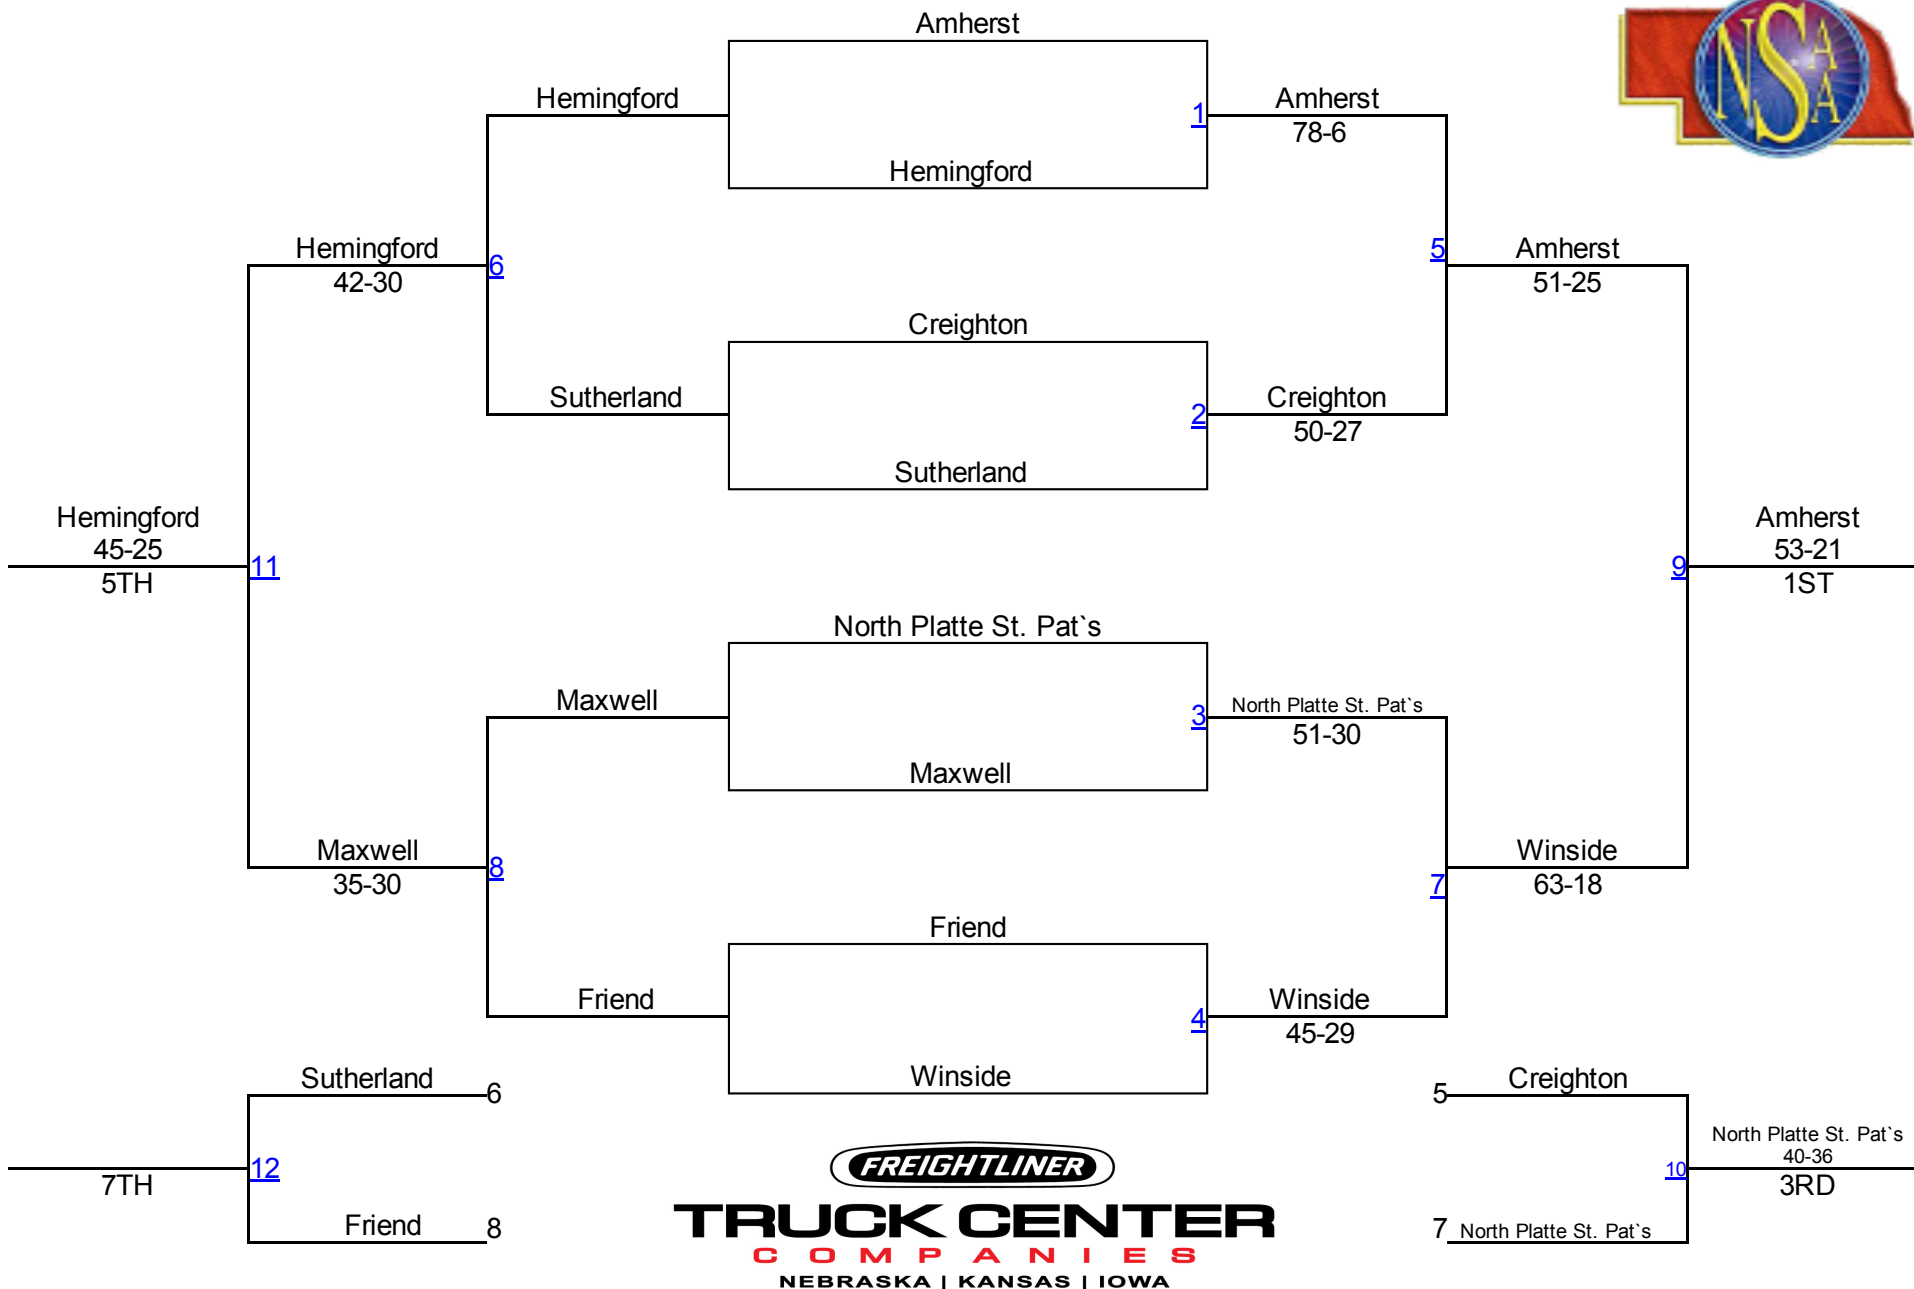 Amherst
NSAA
Hemingford
1
Amherst
78-6
Hemingford
Hemingford
42-30
6
5
Amherst
51-25
Creighton
Sutherland
2
Creighton
50-27
Sutherland
Hemingford
45-25
5TH
11
9
Amherst
53-21
1ST
North Platte St. Pat`s
Maxwell
3
North Platte St. Pat`s
51-30
Maxwell
Maxwell
35-30
8
7
Winside
63-18
Friend
Friend
4
Winside
45-29
Winside
Sutherland
6
5
Creighton
7TH
12
10
North Platte St. Pat`s
40-36
3RD
Friend
8
7
North Platte St. Pat`s
FREIGHTLINER
TRUCK CENTER
COMPANIES
NEBRASKA | KANSAS | IOWA